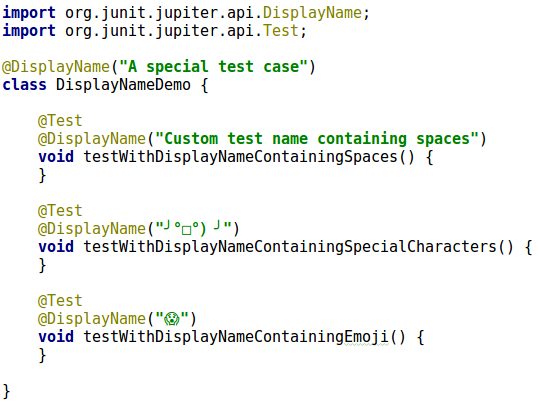 import org.junit.jupiter.api.DisplayName;
import org.junit.jupiter.api.Test;

@DisplayName("A special test case")
class DisplayNameDemo {

    @Test
    @DisplayName("Custom test name containing spaces")
    void testWithDisplayNameContainingSpaces() {
    }

    @Test
    @DisplayName("╯°□°）╯")
    void testWithDisplayNameContainingSpecialCharacters() {
    }

    @Test
    @DisplayName("😱")
    void testWithDisplayNameContainingEmoji() {
    }

}